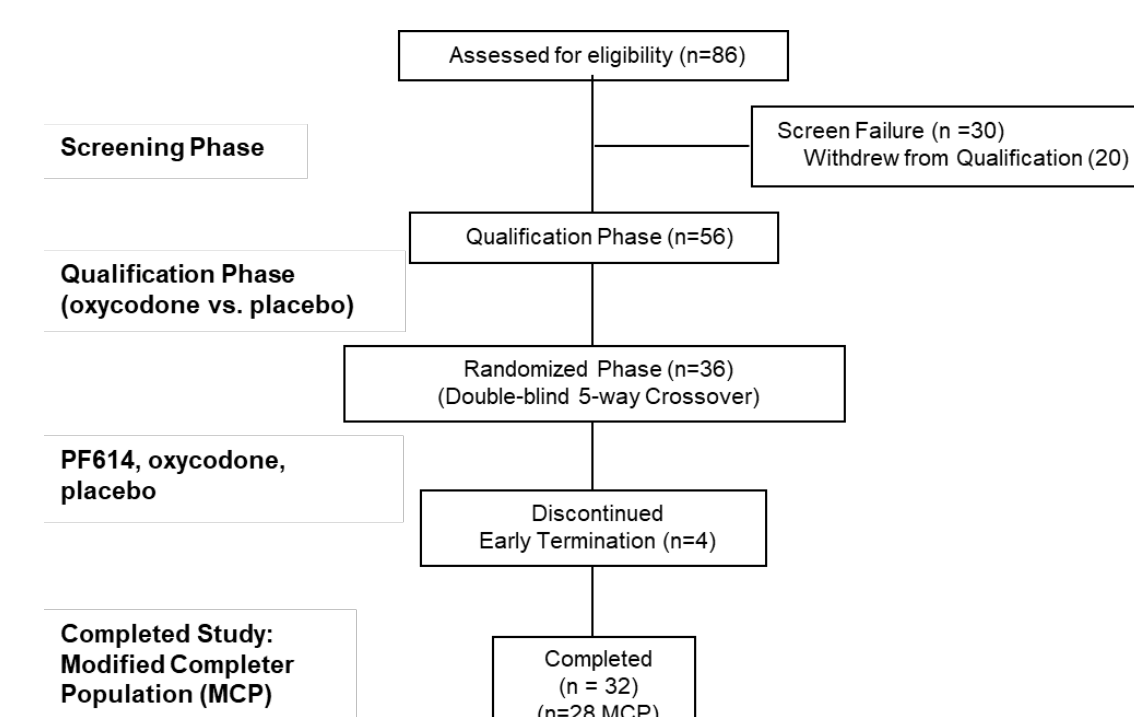 Assessed for eligibility (n=86)
Screening Phase
Screen Failure (n =30)
Withdrew from Qualification (20)
Qualification Phase (n=56)
Qualification Phase
(oxycodone vs. placebo)
Randomized Phase (n=36)
(Double-blind 5-way Crossover)
PF614, oxycodone,
placebo
Discontinued
Early Termination (n=4)
Completed Study:
Modified Completer
Population (MCP)
Completed
(n = 32)
(n=28 MCP)